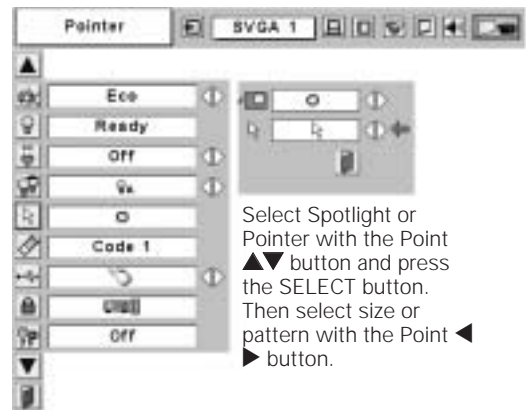 Pointer SVGA 1
Eco
Ready
Off
Code 1
Off
Select Spotlight or
Pointer with the Point
▲▼ button and press
the SELECT button.
Then select size or
pattern with the Point ◀
▶ button.